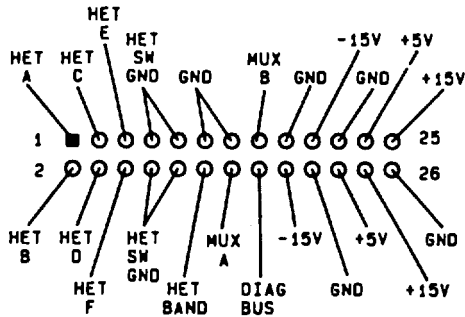 HET
E
HET
A
HET
C
HET
SW
GND
GND
MUX
B
GND
-15V
GND
+5V
+15V
1
25
2
26
HET
B
HET
D
HET
F
HET
SW
GND
HET
BAND
MUX
A
DIAG
BUS
-15V
GND
+5V
+15V
GND